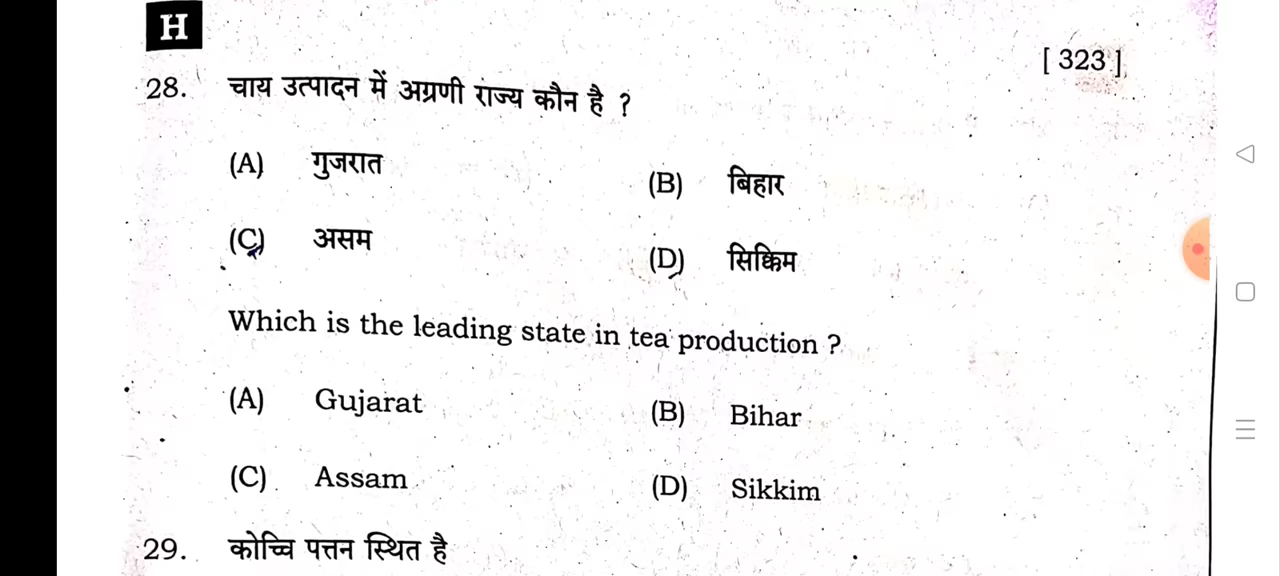 H
[ 323 ]
28. चाय उत्पादन में अग्रणी राज्य कौन है ?
(A) गुजरात (B) बिहार
(C) असम (D) सिक्किम
Which is the leading state in tea production ?
(A) Gujarat (B) Bihar
(C) Assam (D) Sikkim
29. कोच्चि पत्तन स्थित है